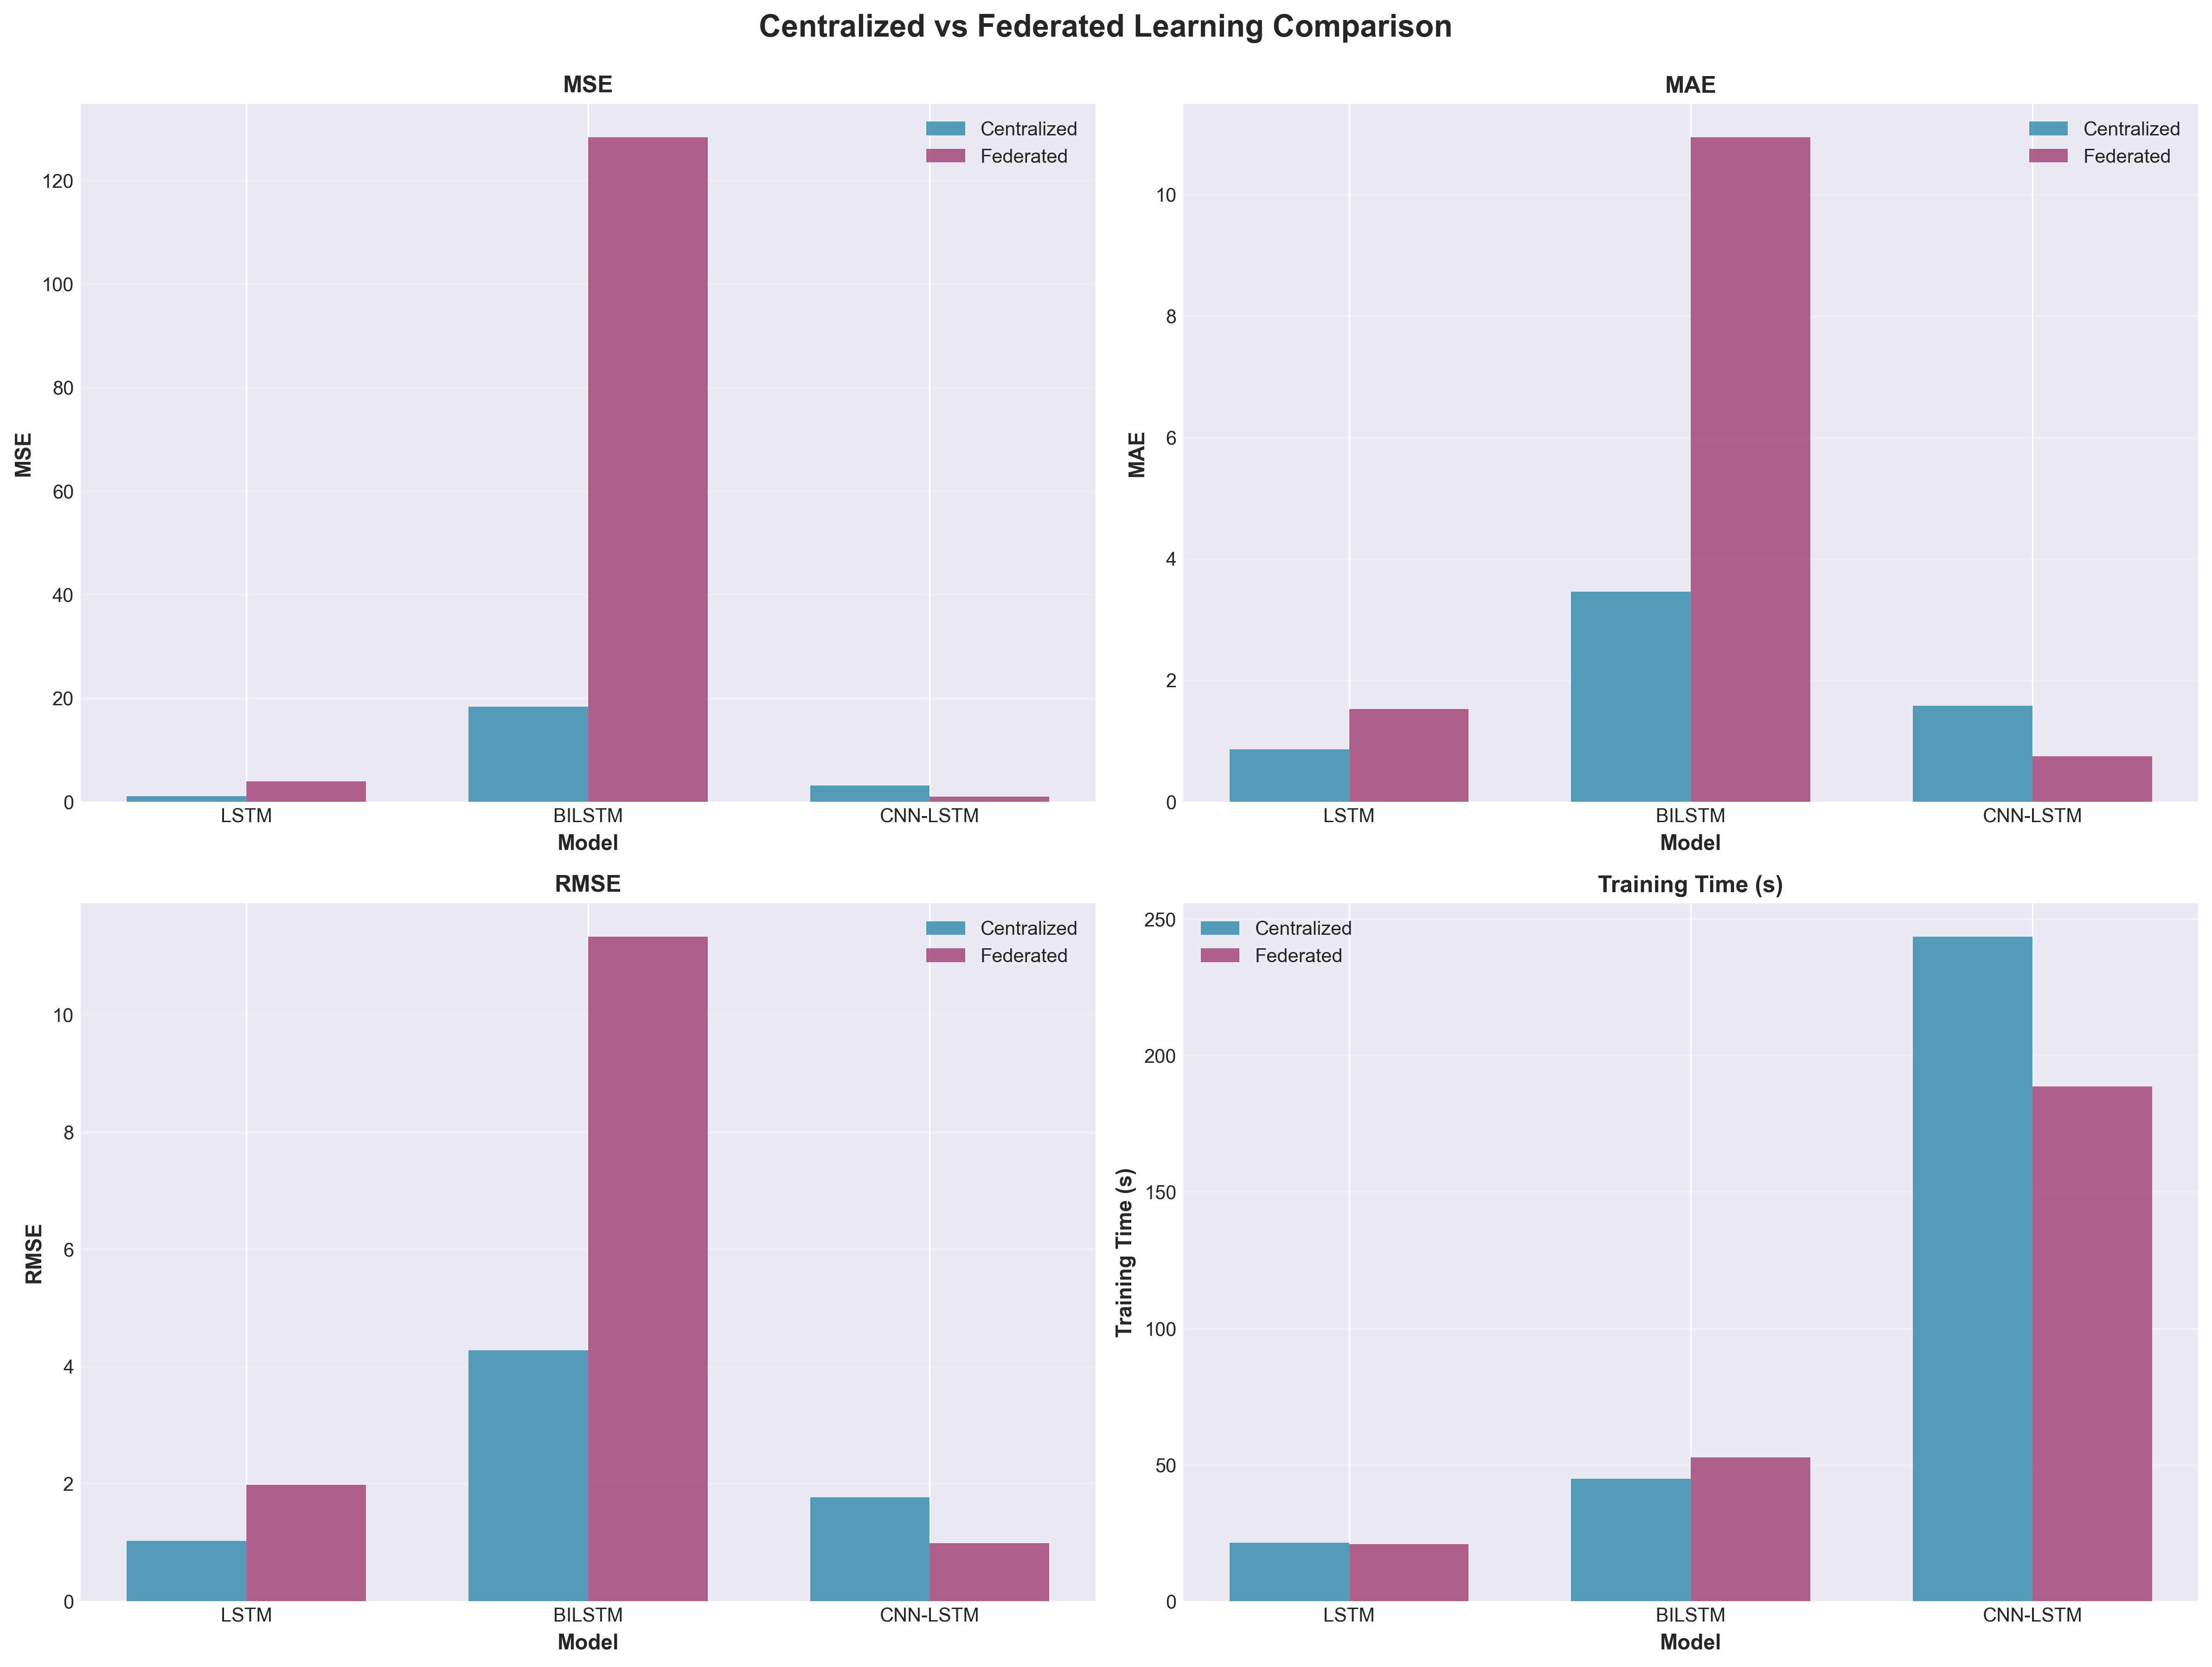 Centralized vs Federated Learning Comparison
MSE
Centralized
Federated
120
100
80
60
40
20
0
MSE
LSTM
BILSTM
CNN-LSTM
Model
MAE
Centralized
Federated
10
8
6
4
2
0
MAE
LSTM
BILSTM
CNN-LSTM
Model
RMSE
Centralized
Federated
10
8
6
4
2
0
RMSE
LSTM
BILSTM
CNN-LSTM
Model
Training Time (s)
Centralized
Federated
250
200
150
100
50
0
Training Time (s)
LSTM
BILSTM
CNN-LSTM
Model